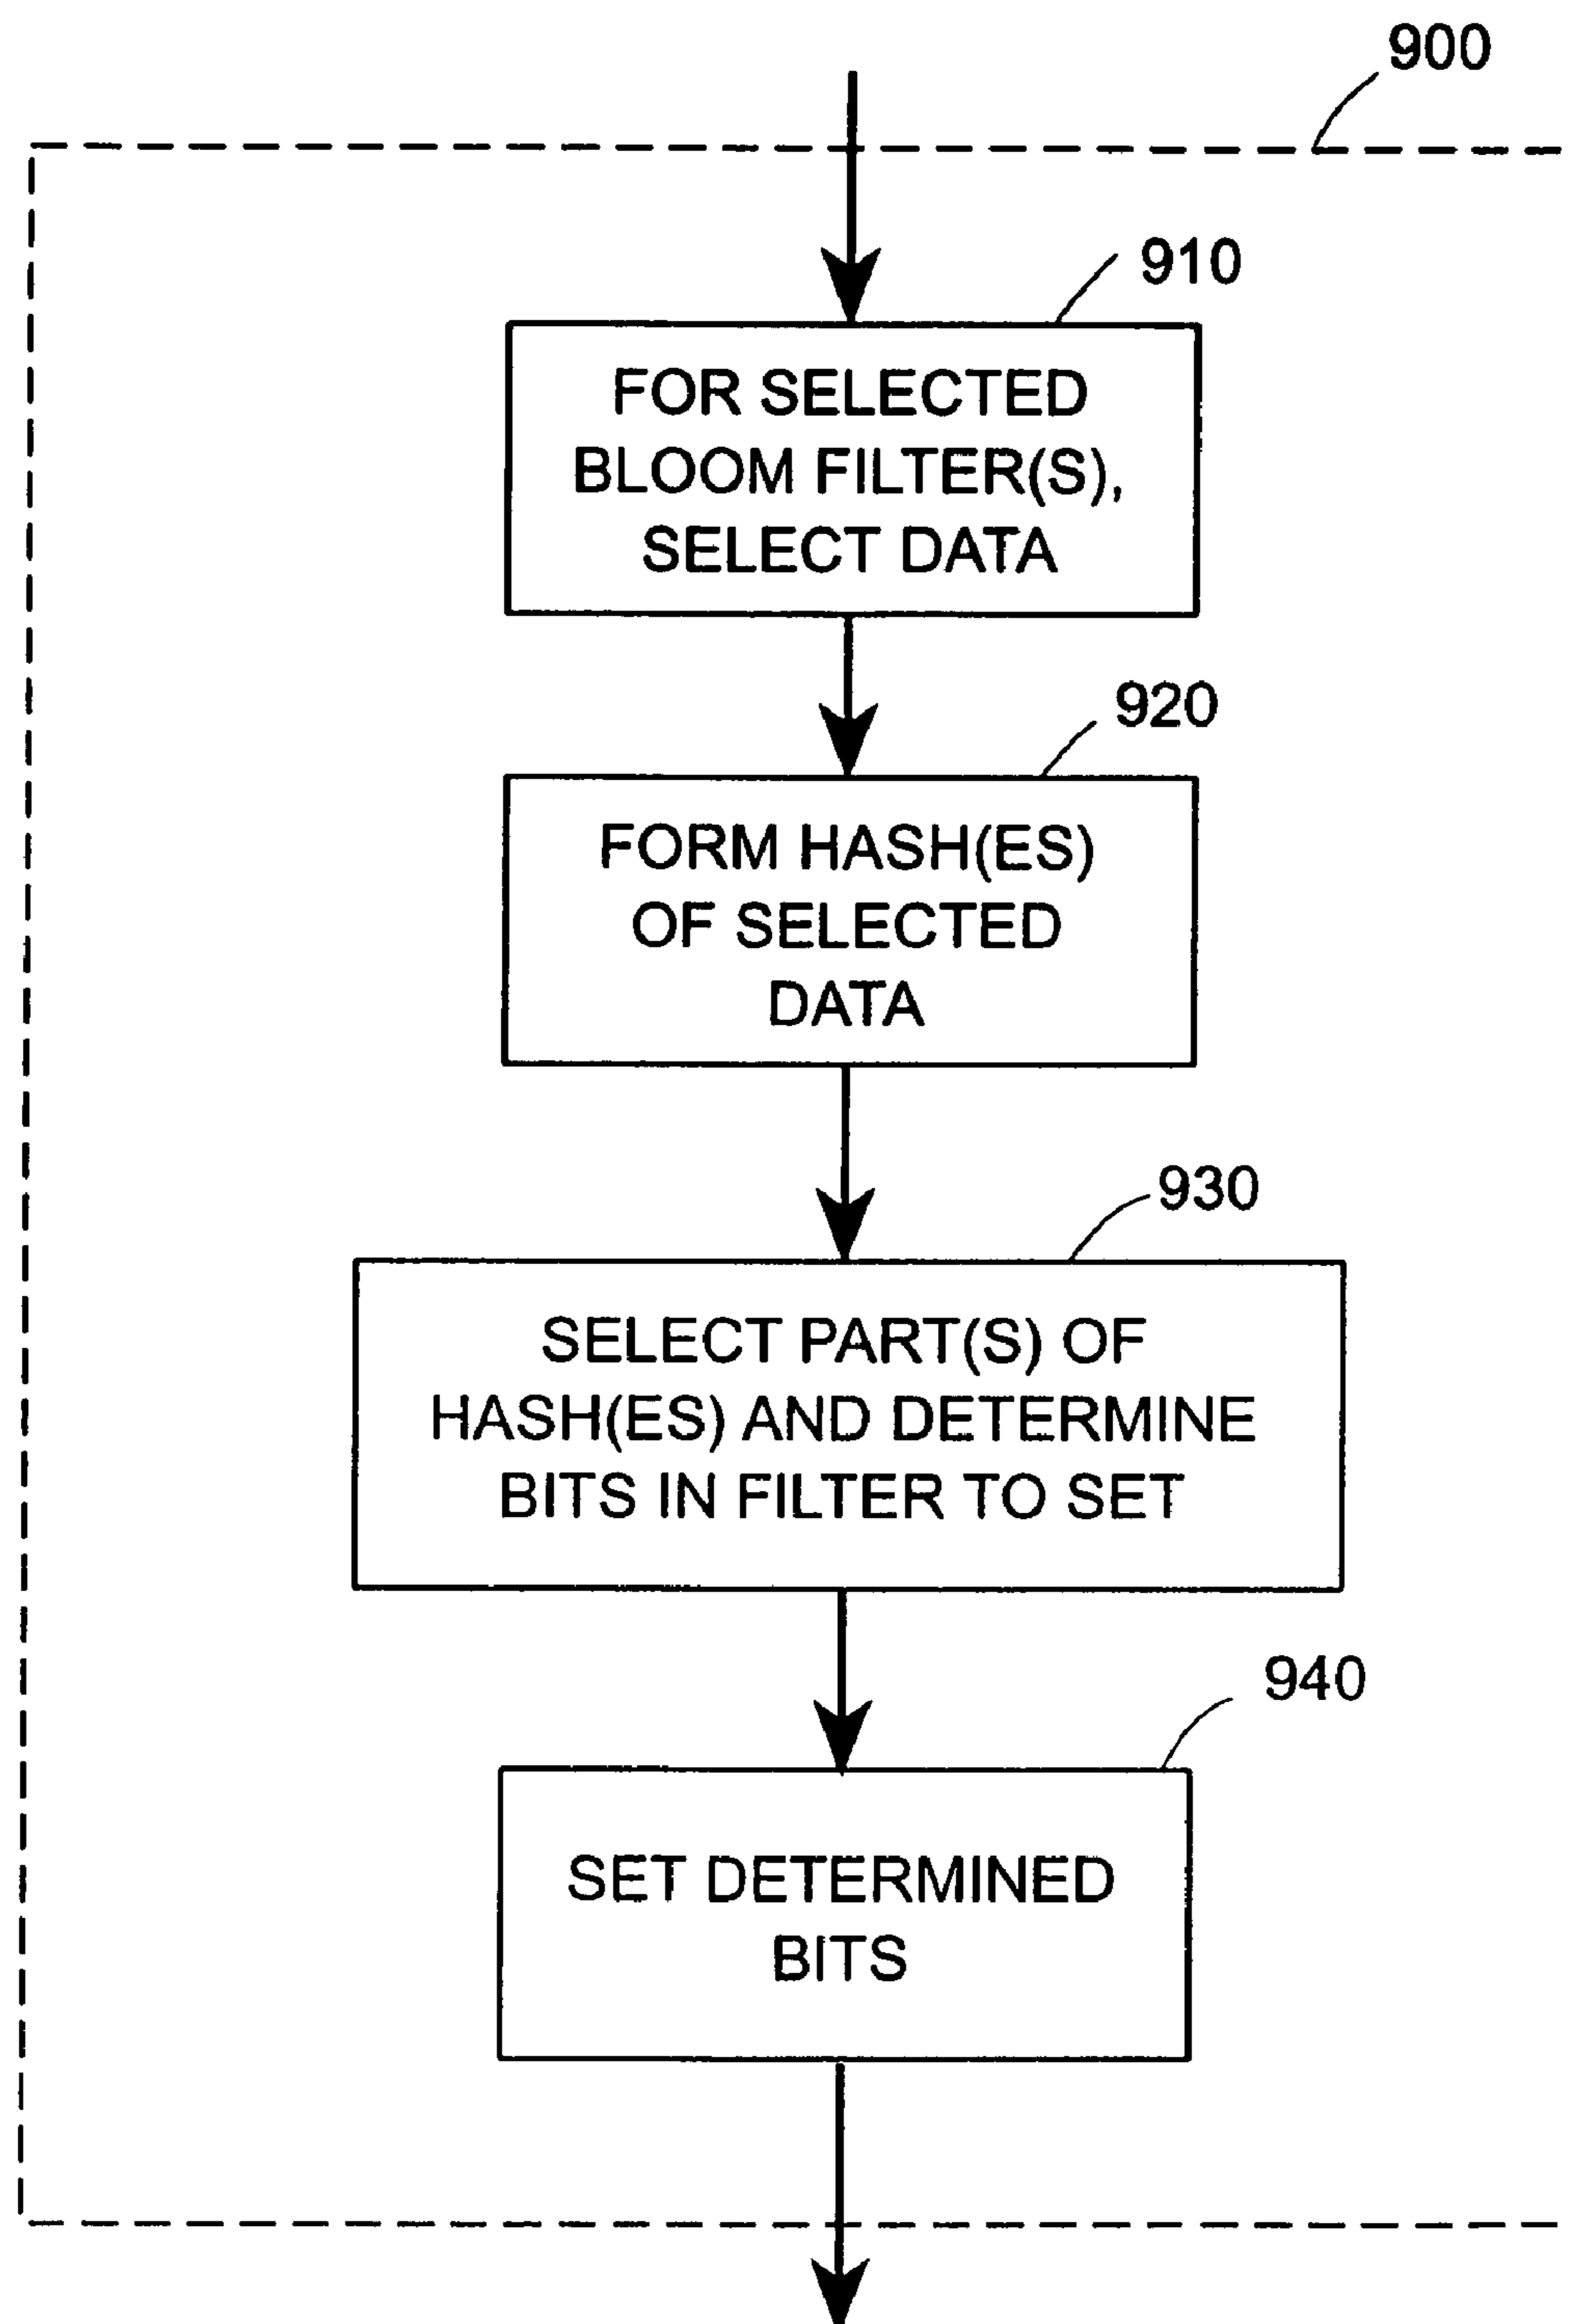 900
910
FOR SELECTED
BLOOM FILTER(S),
SELECT DATA
920
FORM HASH(ES)
OF SELECTED
DATA
930
SELECT PART(S) OF
HASH(ES) AND DETERMINE
BITS IN FILTER TO SET
940
SET DETERMINED
BITS